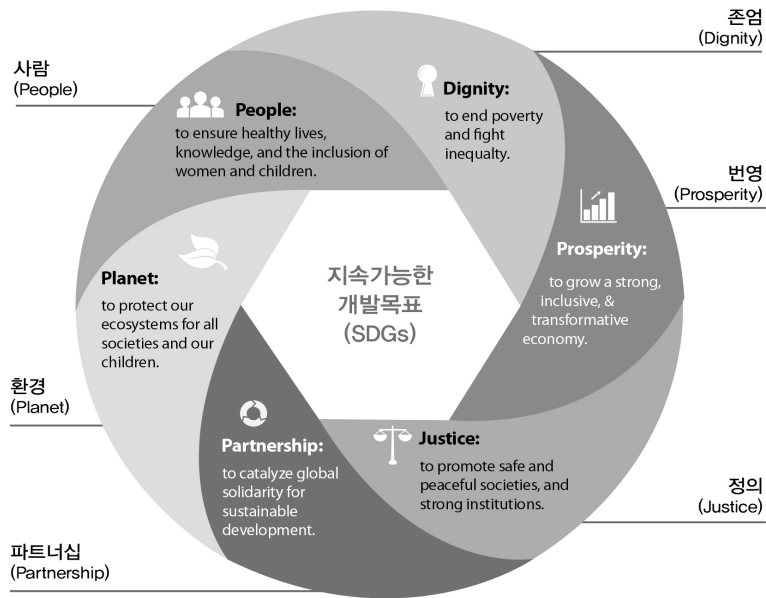 존엄
(Dignity)
사람
(People)
Dignity:
to end poverty
and fight
inequalty.
People:
to ensure healthy lives,
knowledge, and the inclusion of
women and children.
번영
(Prosperity)
Prosperity:
to grow a strong,
inclusive, &
transformative
economy.
Planet:
to protect our
ecosystems for all
societies and our
children.
지속가능한
개발목표
(SDGs)
환경
(Planet)
Partnership:
to catalyze global
solidarity for
sustainable
development.
Justice:
to promote safe and
peaceful societies, and
strong institutions.
정의
(Justice)
파트너십
(Partnership)